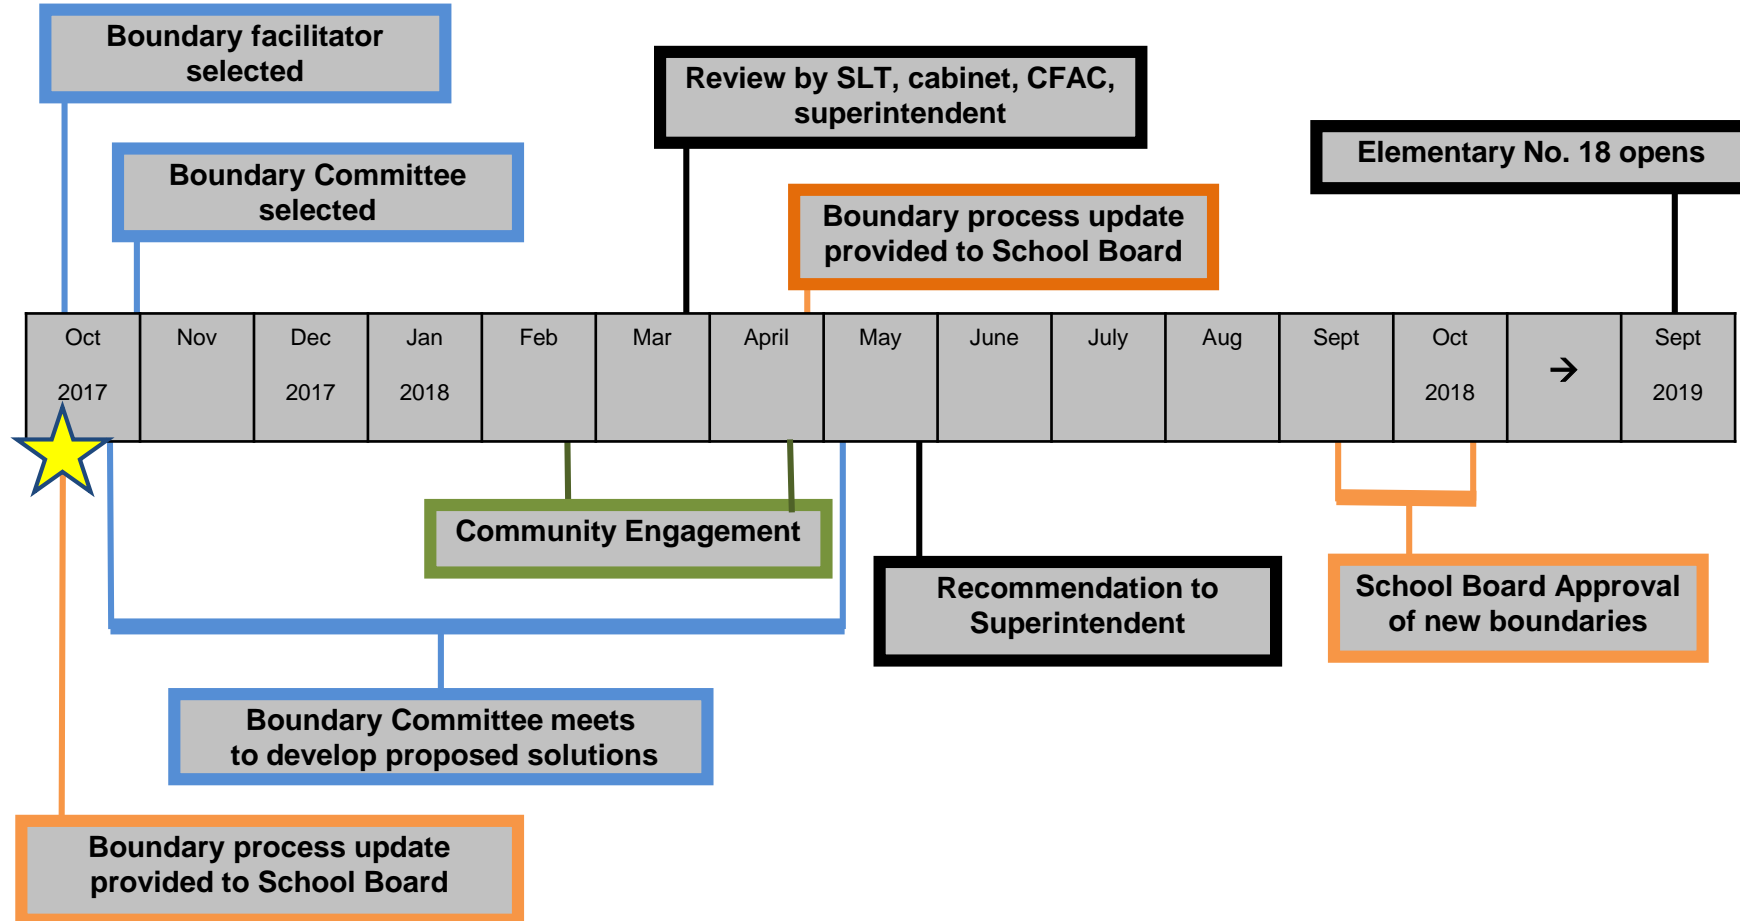 Boundary facilitator
selected
Review by SLT, cabinet, CFAC,
superintendent
Elementary No. 18 opens
Boundary Committee
selected
Boundary process update
provided to School Board
Oct
2017
Nov
Dec
2017
Jan
2018
Feb
Mar
April
May
June
July
Aug
Sept
Oct
2018
→
Sept
2019
Community Engagement
Recommendation to
Superintendent
School Board Approval
of new boundaries
Boundary Committee meets
to develop proposed solutions
Boundary process update
provided to School Board